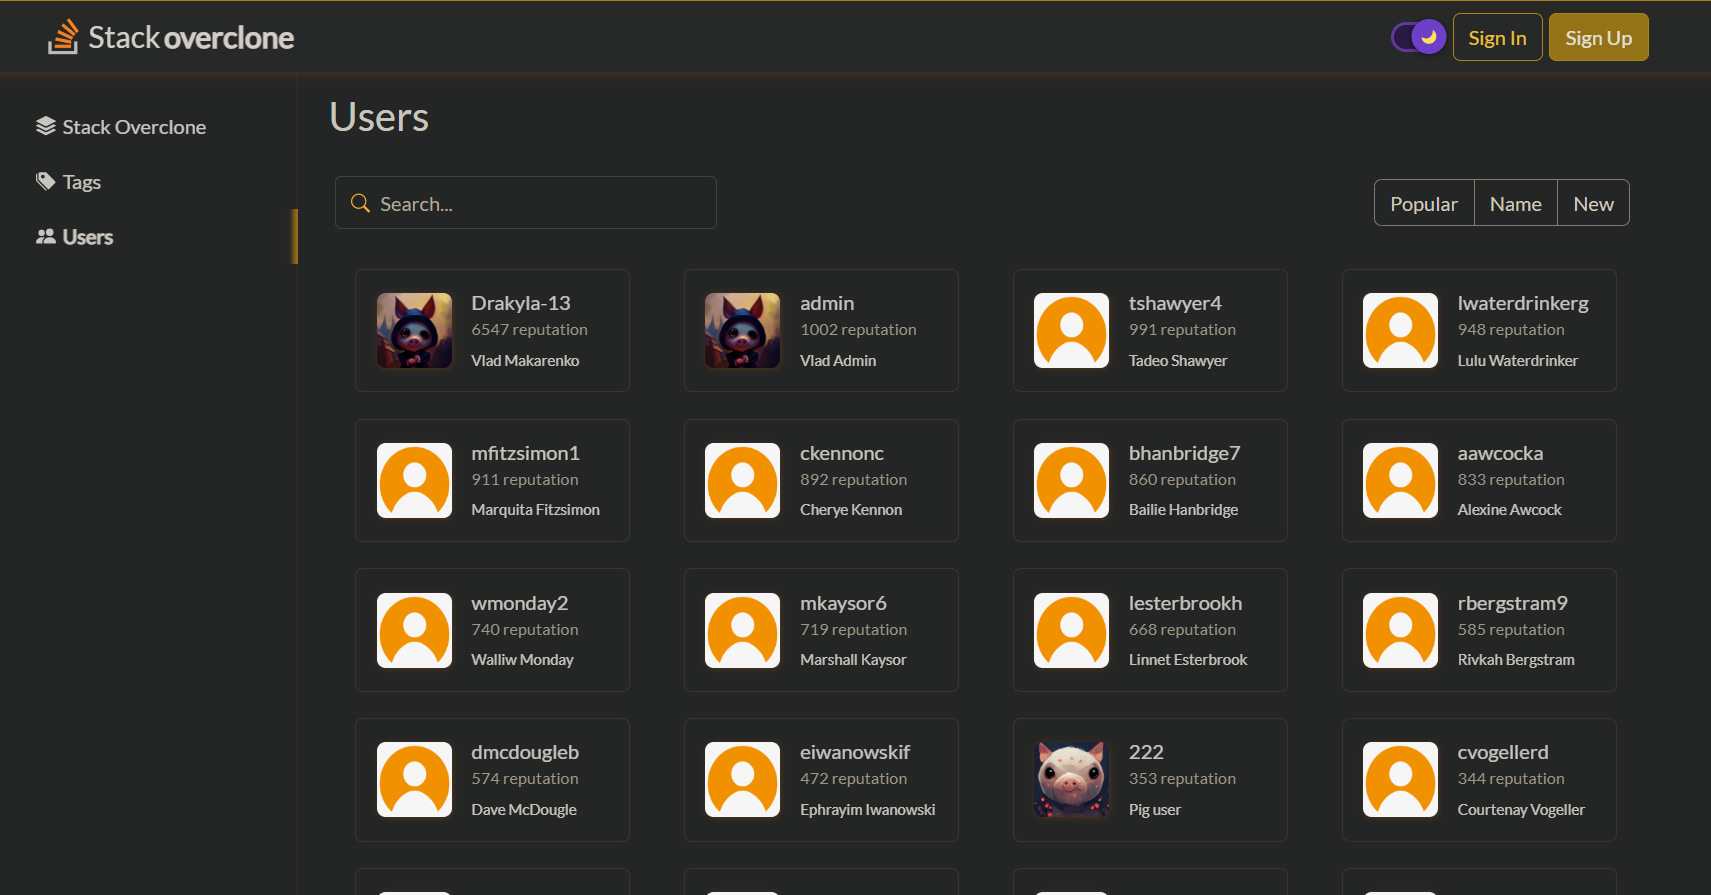 Stack overclone
Sign In
Sign Up
Stack Overclone
Tags
Users
Users
Search...
Popular
Name
New
Drakyla-13
6547 reputation
Vlad Makarenko
admin
1002 reputation
Vlad Admin
tshawyer4
991 reputation
Tadeo Shawyer
lwaterdrinkerg
948 reputation
Lulu Waterdrinker
mfitzsimon1
911 reputation
Marquita Fitzsimon
ckennonc
892 reputation
Cherye Kennon
bhanbridge7
860 reputation
Bailie Hanbridge
aawcocka
833 reputation
Alexine Awcock
wmonday2
740 reputation
Walliw Monday
mkaysor6
719 reputation
Marshall Kaysor
lesterbrookh
668 reputation
Linnet Esterbrook
rbergstram9
585 reputation
Rivkah Bergstram
dmcdougleb
574 reputation
Dave McDougle
eiwanowskif
472 reputation
Ephrayim Iwanowski
222
353 reputation
Pig user
cvogellerd
344 reputation
Courtenay Vogeller